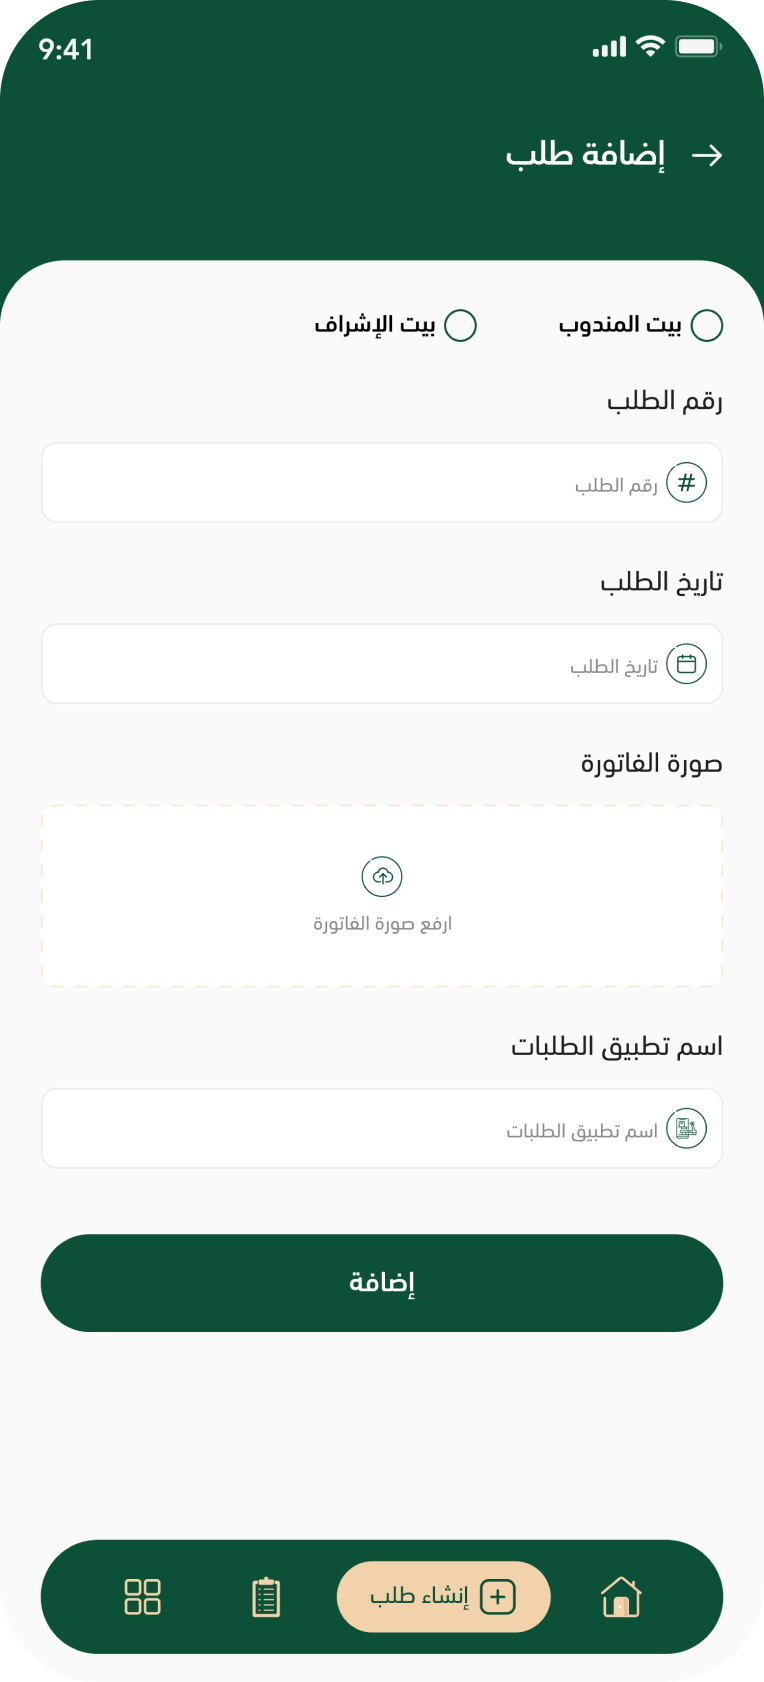 9:41
إضافة طلب
بيت المندوب
بيت الإشراف
رقم الطلب
# رقم الطلب
تاريخ الطلب
تاريخ الطلب
صورة الفاتورة
ارفع صورة الفاتورة
اسم تطبيق الطلبات
اسم تطبيق الطلبات
إضافة
إنشاء طلب